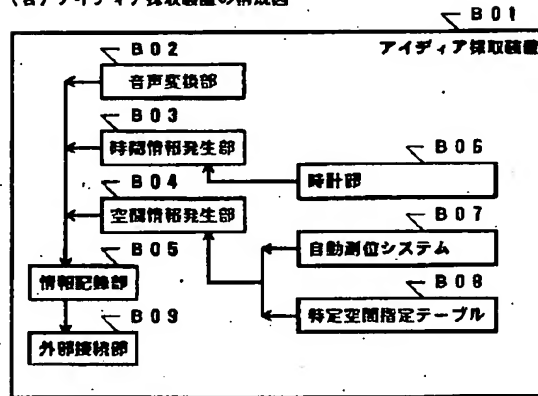 アイディア採取装置の構成図
B01
アイディア採取装置
B02
音声変換部
B03
時間情報発生部
B04
空間情報発生部
B05
情報記録部
B09
外部接続部
B06
時計部
B07
自動測位システム
B08
特定空間指定テーブル